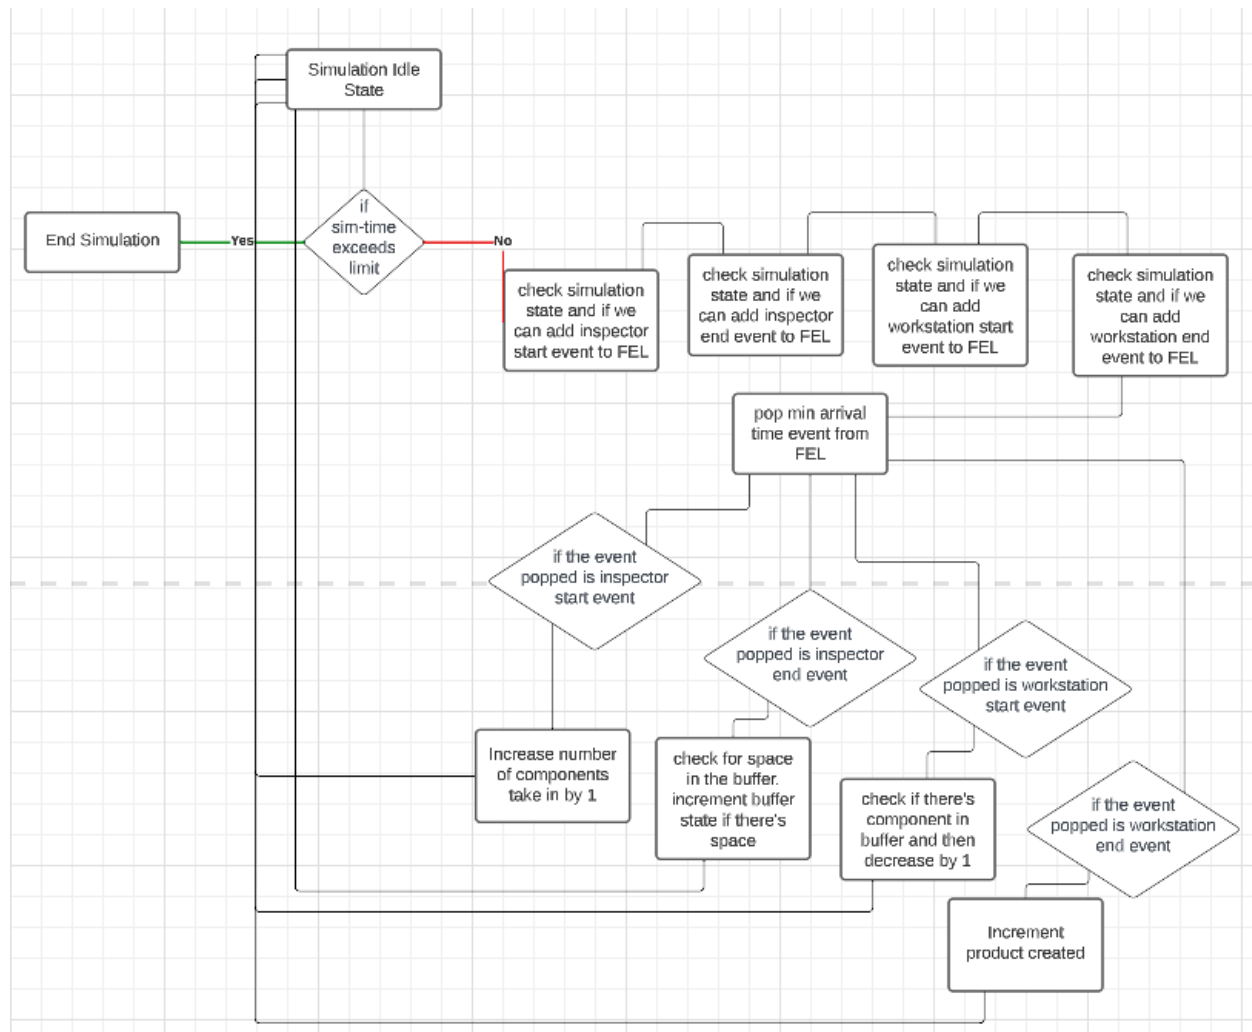 Simulation Idle
State
End Simulation
Yes
if
sim-time
exceeds
limit
No
check simulation
state and if we
can add inspector
start event to FEL
check simulation
state and if we
can add inspector
end event to FEL
check simulation
state and if we
can add
workstation start
event to FEL
check simulation
state and if we
can add
workstation end
event to FEL
pop min arrival
time event from
FEL
if the event
popped is inspector
start event
if the event
popped is inspector
end event
if the event
popped is workstation
start event
if the event
popped is workstation
end event
Increase number
of components
take in by 1
check for space
in the buffer.
increment buffer
state if there's
space
check if there's
component in
buffer and then
decrease by 1
Increment
product created